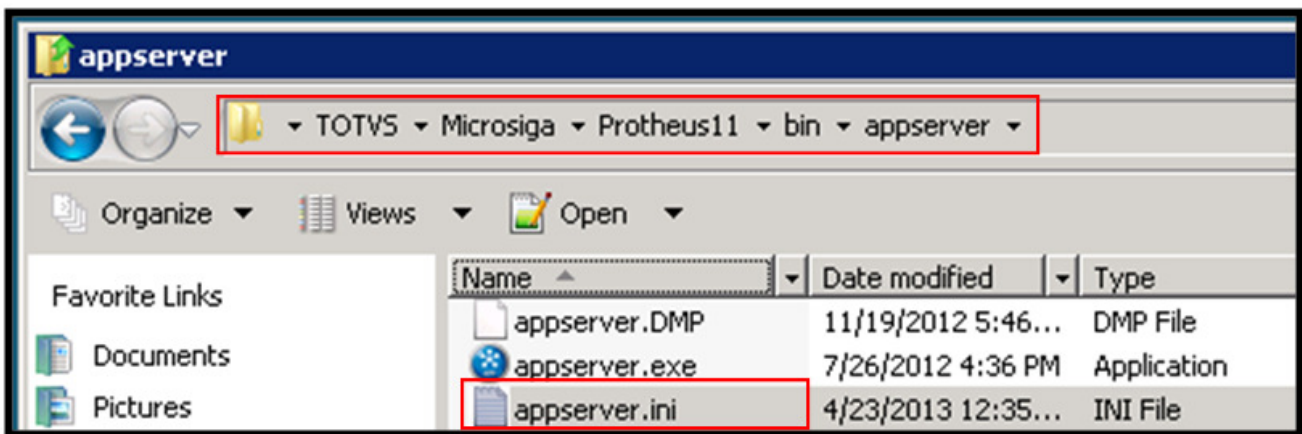 appserver
TOTVS Microsiga Protheus11 bin appserver
Organize Views Open
Favorite Links
Documents
Pictures
Name Date modified Type
appserver.DMP 11/19/2012 5:46... DMP File
appserver.exe 7/26/2012 4:36 PM Application
appserver.ini 4/23/2013 12:35... INI File